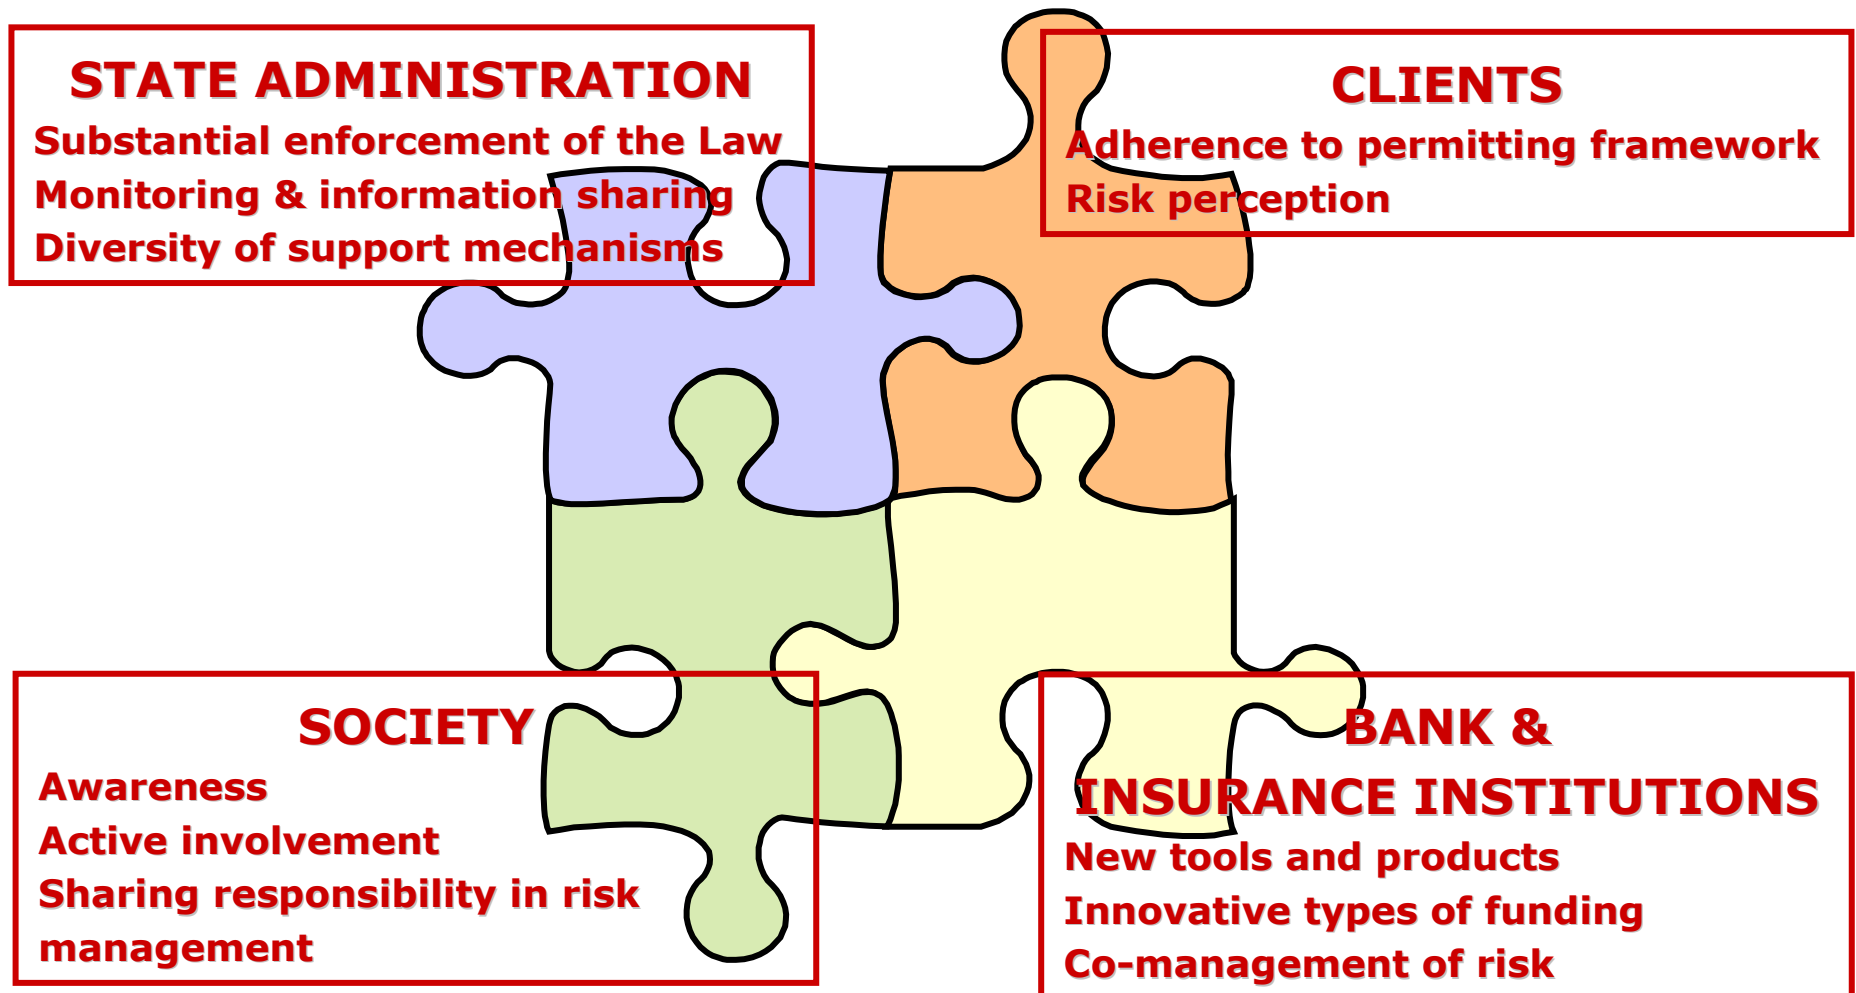 STATE ADMINISTRATION
Substantial enforcement of the Law
Monitoring & information sharing
Diversity of support mechanisms
CLIENTS
Adherence to permitting framework
Risk perception
SOCIETY
Awareness
Active involvement
Sharing responsibility in risk
management
BANK &
INSURANCE INSTITUTIONS
New tools and products
Innovative types of funding
Co-management of risk